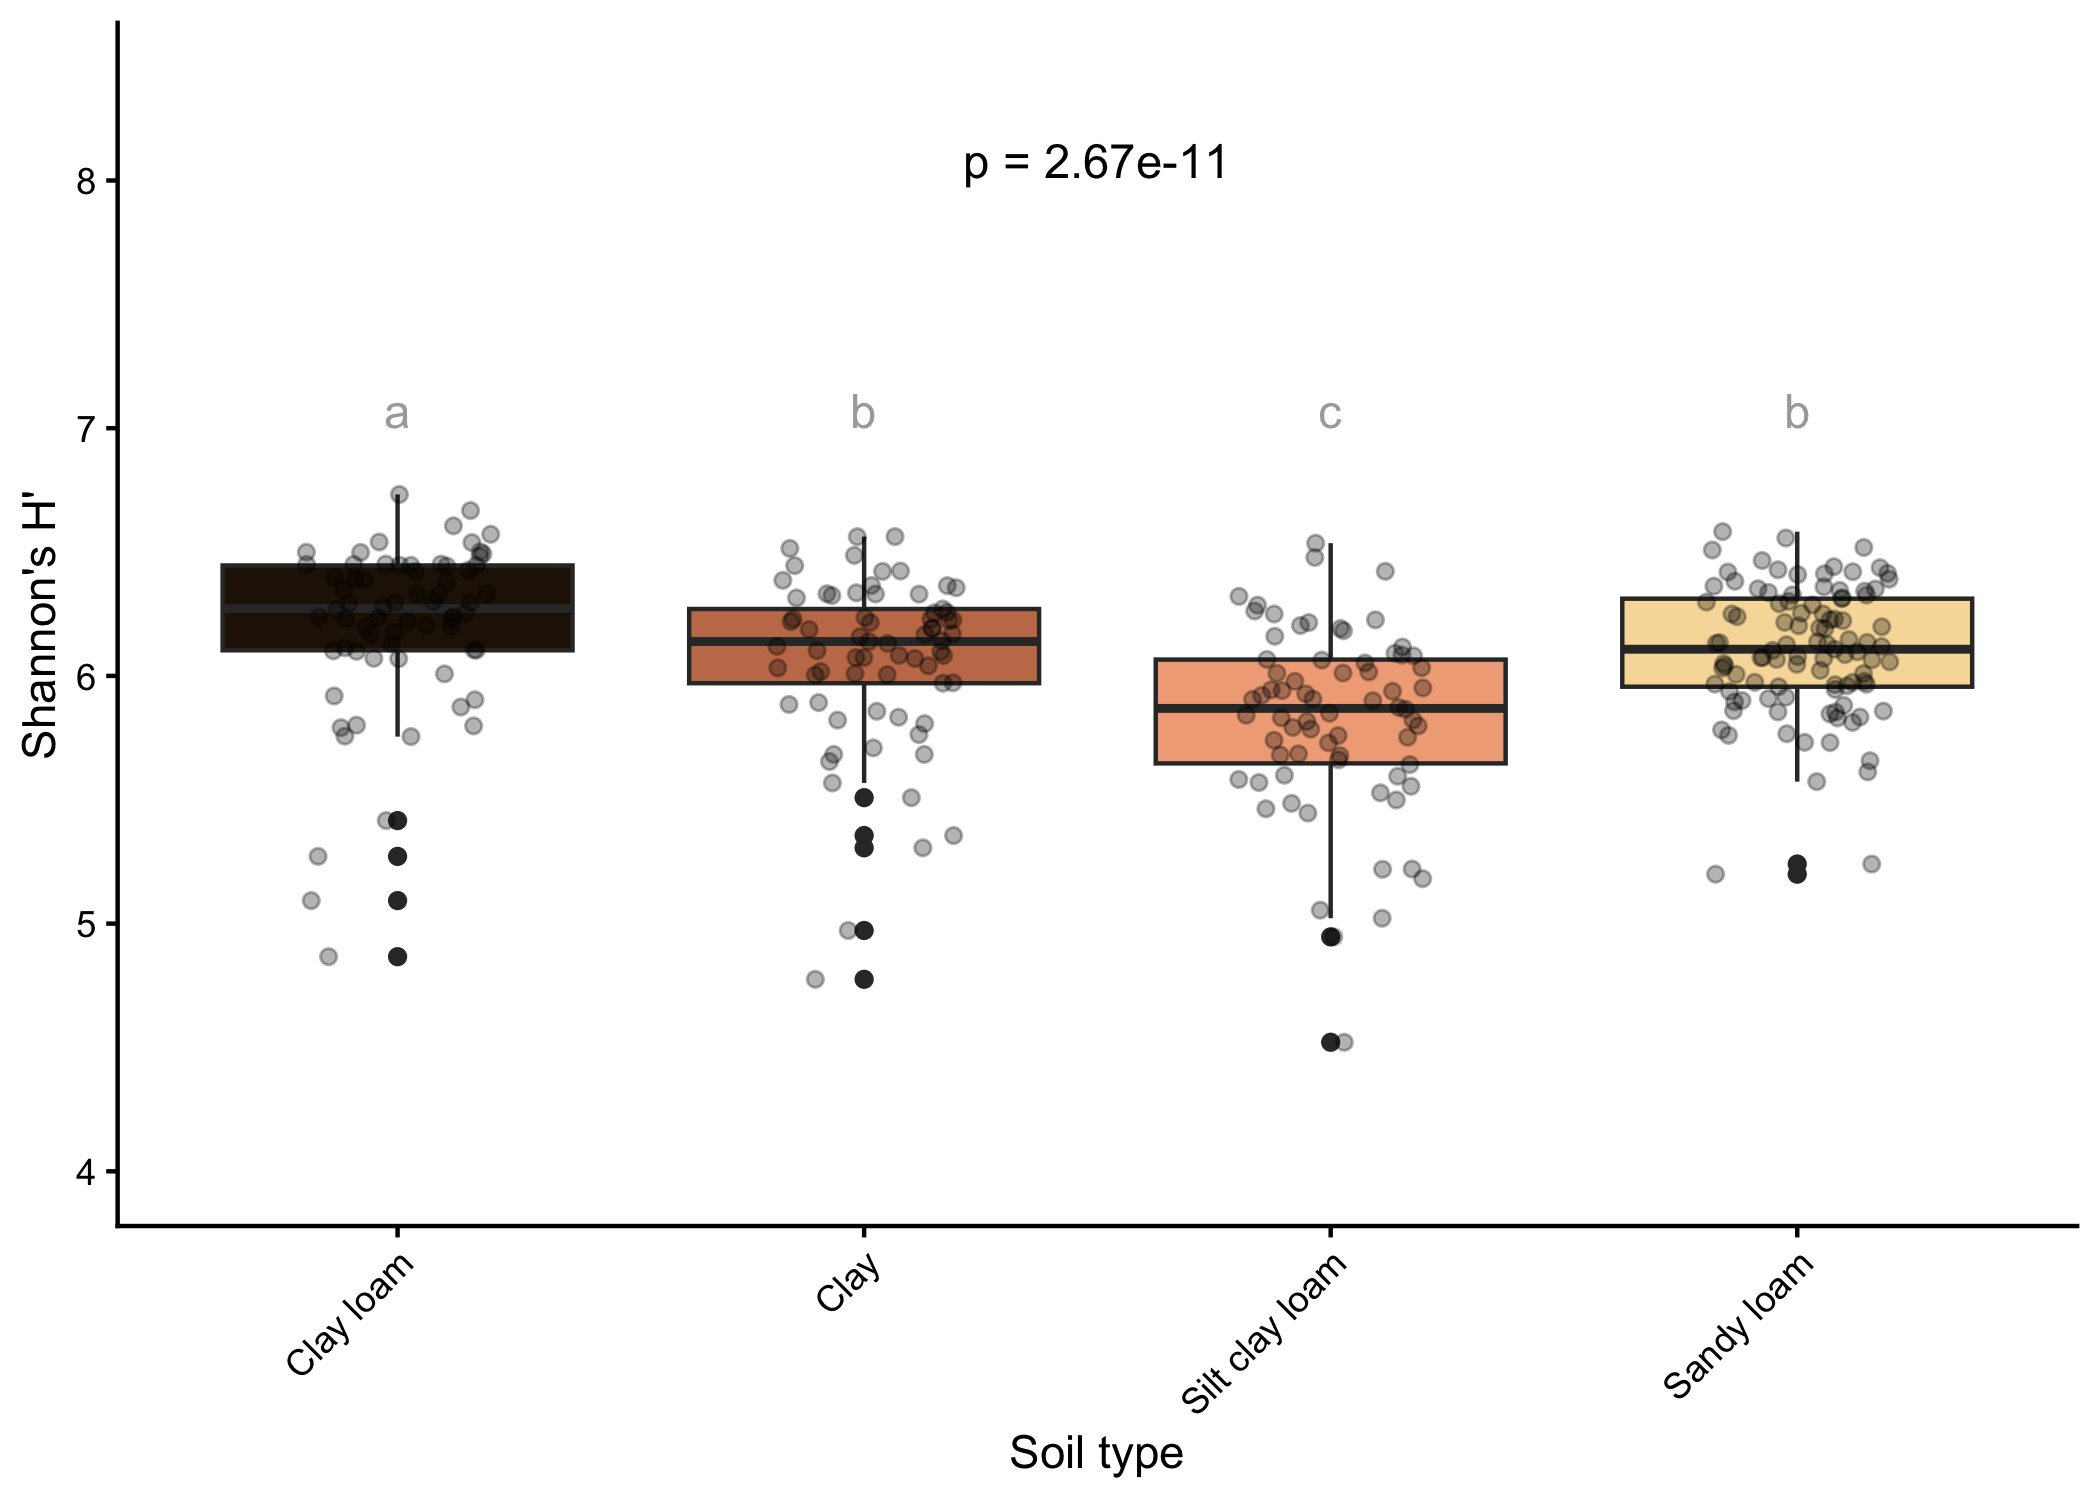 p = 2.67e-11
8
7
6
5
4
a
b
c
b
Shannon's H'
Clay loam
Clay
Silt clay loam
Sandy loam
Soil type